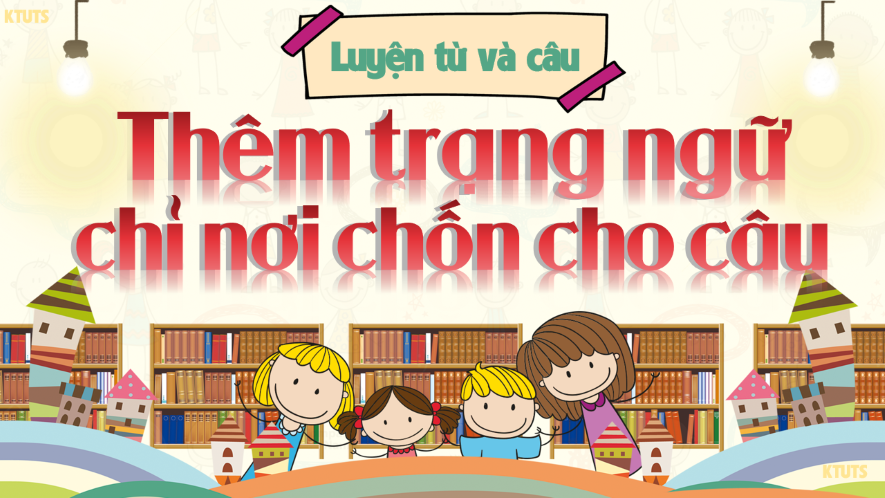 KTUTS
Luyện từ và câu
Thêm trạng ngữ
chỉ nơi chốn cho câu
KTUTS